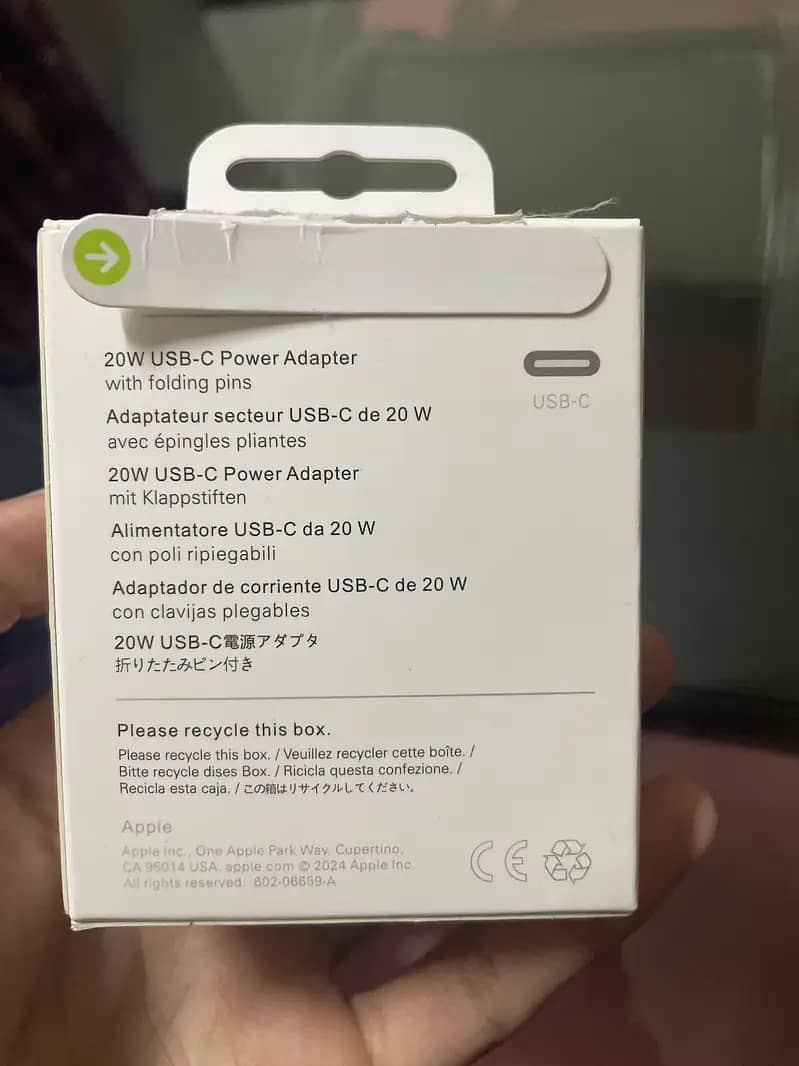 20W USB-C Power Adapter
with folding pins
USB-C
Adaptateur secteur USB-C de 20 W
avec épingles pliantes
20W USB-C Power Adapter
mit Klappstiften
Alimentatore USB-C da 20 W
con poli ripiegabili
Adaptador de corriente USB-C de 20 W
con clavijas plegables
20W USB-C電源アダプタ
折りたたみピン付き
Please recycle this box.
Please recycle this box. / Veuillez recycler cette boîte. /
Bitte recycle dises Box. / Ricicla questa confezione. /
Recicla esta caja. / この箱はリサイクルしてください。
Apple
Apple Inc., One Apple Park Way, Cupertino,
CA 95014 USA. apple.com © 2024 Apple Inc.
All rights reserved. 602-06659-A
CE